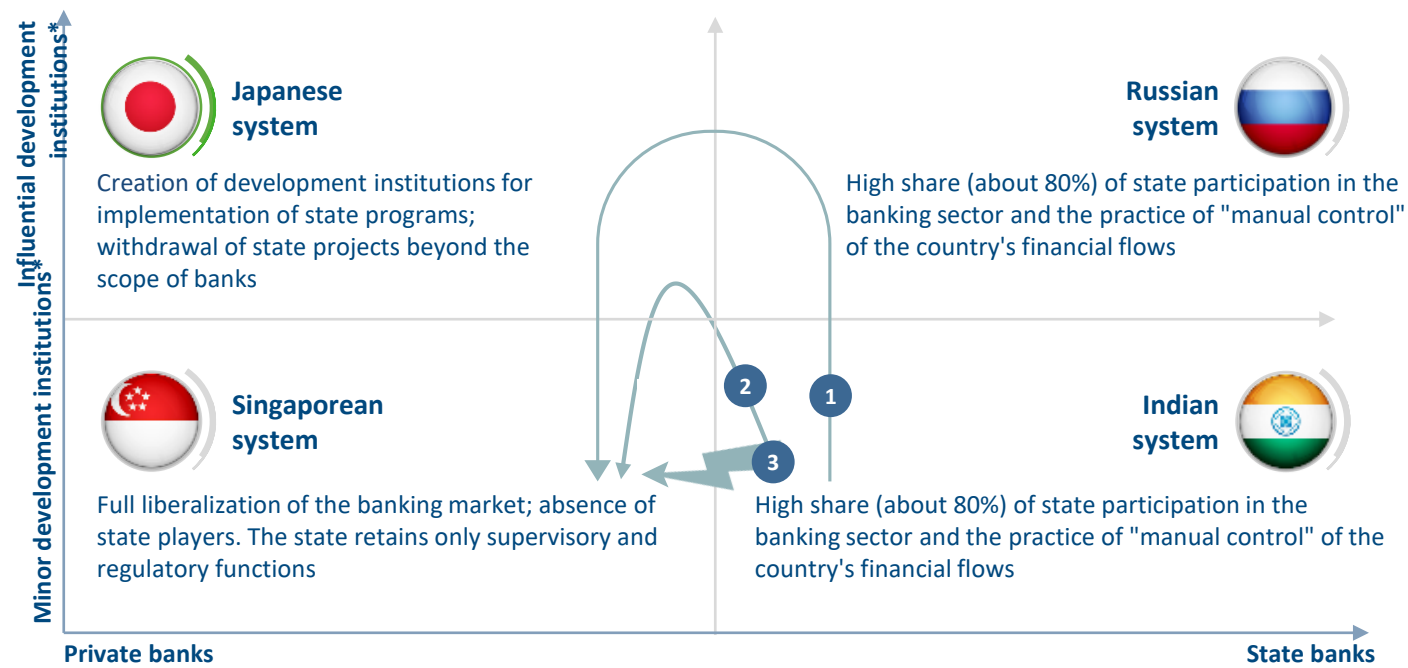 Influential development
institutions*
Minor development institutions*
Japanese
system
Creation of development institutions for
implementation of state programs;
withdrawal of state projects beyond the
scope of banks
Russian
system
High share (about 80%) of state participation in the
banking sector and the practice of "manual control"
of the country's financial flows
2
1
3
Singaporean
system
Full liberalization of the banking market; absence of
state players. The state retains only supervisory and
regulatory functions
Indian
system
High share (about 80%) of state participation in the
banking sector and the practice of "manual control" of the
country's financial flows
Private banks
State banks